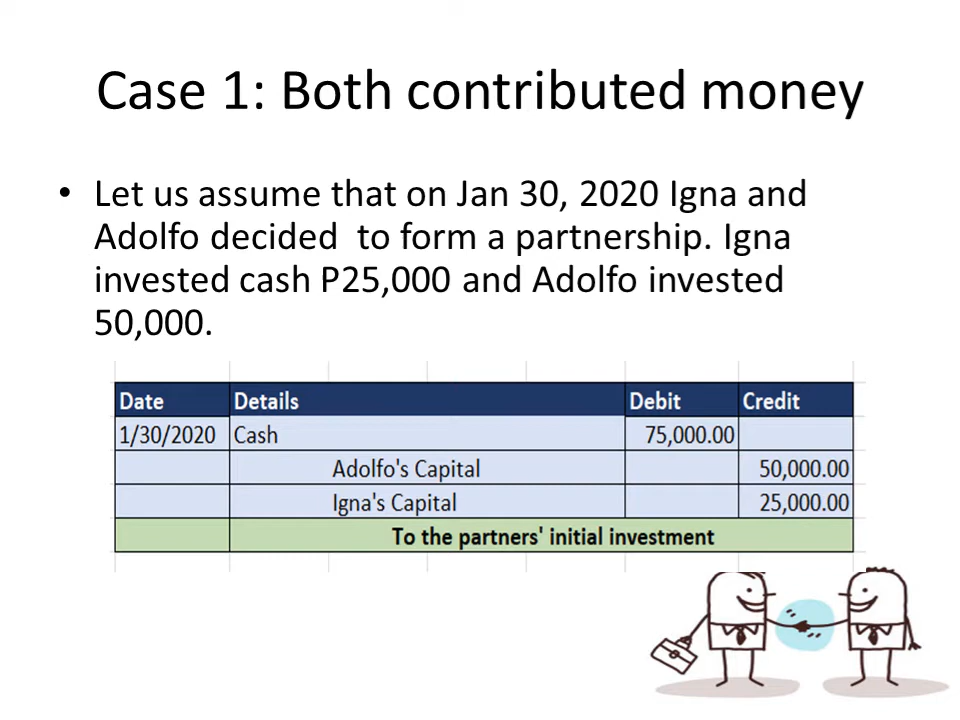 Case 1: Both contributed money
• Let us assume that on Jan 30, 2020 Igna and
Adolfo decided  to form a partnership. Igna
invested cash P25,000 and Adolfo invested
50,000.
Date Details Debit Credit
1/30/2020 Cash 75,000.00
Adolfo's Capital 50,000.00
Igna's Capital 25,000.00
To the partners' initial investment